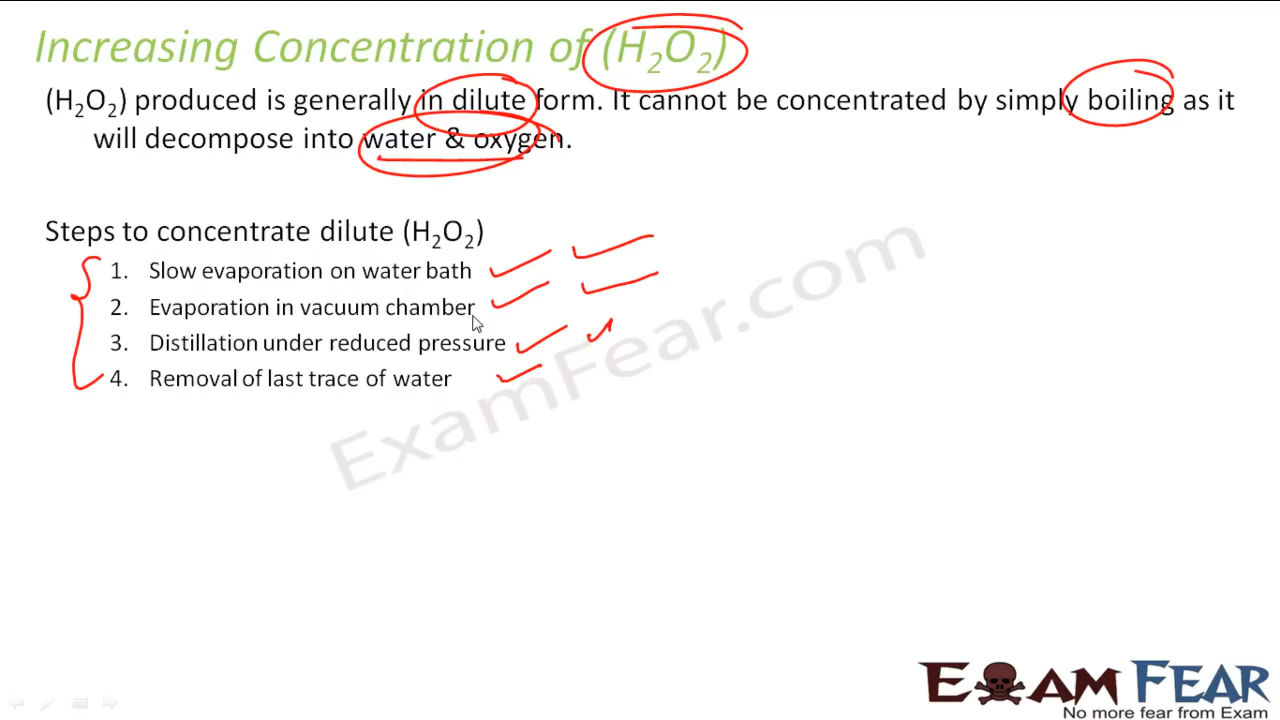 Increasing Concentration of (H₂O₂)
(H₂O₂) produced is generally in dilute form. It cannot be concentrated by simply boiling as it
will decompose into water & oxygen.
Steps to concentrate dilute (H₂O₂)
1. Slow evaporation on water bath
2. Evaporation in vacuum chamber
3. Distillation under reduced pressure
4. Removal of last trace of water
ExamFear.com
EXAM FEAR
No more fear from Exam